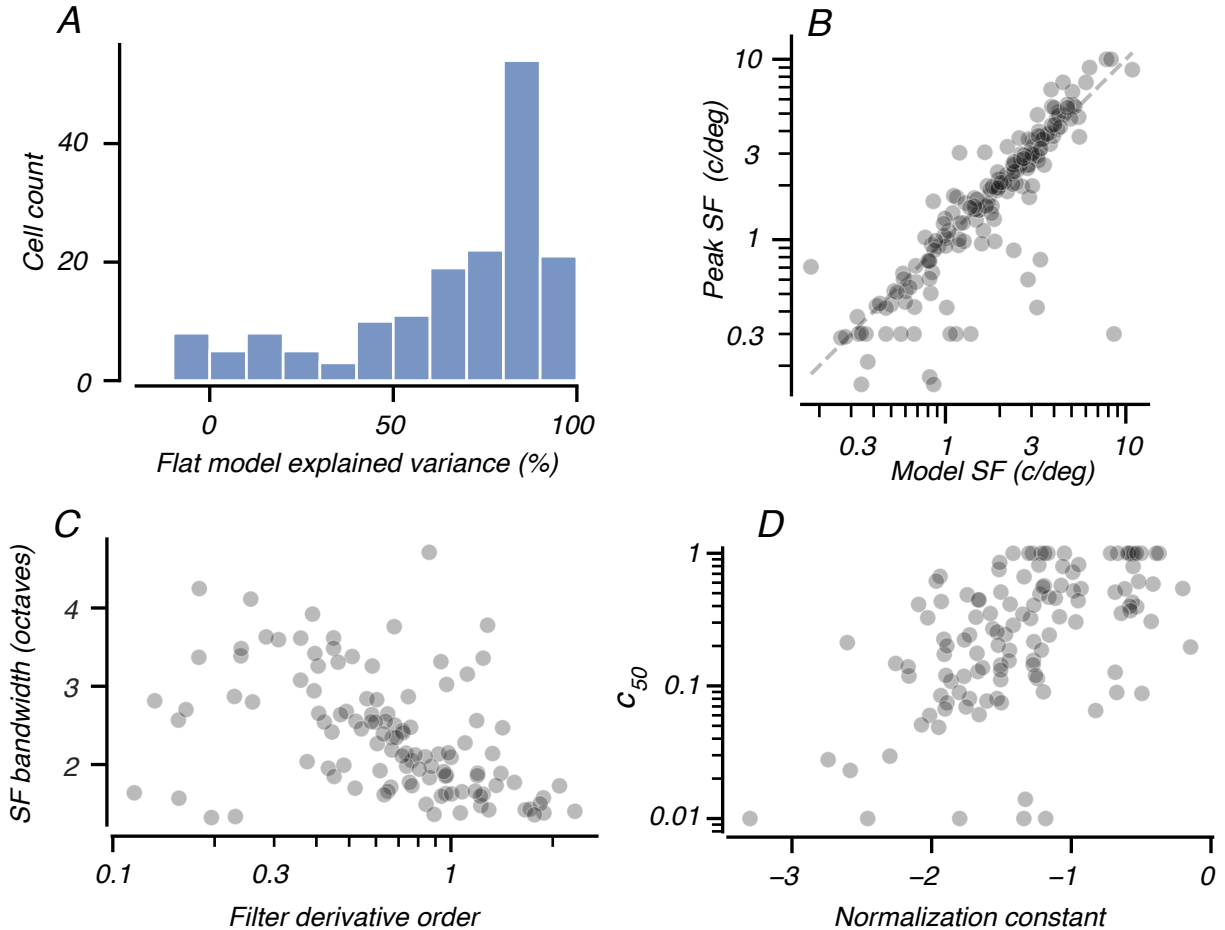 A
Cell count
40
20
0
0
50
100
Flat model explained variance (%)
B
Peak SF (c/deg)
10
3
1
0.3
0.3
1
3
10
Model SF (c/deg)
C
SF bandwidth (octaves)
4
3
2
0.1
0.3
1
Filter derivative order
D
c50
1
0.1
0.01
−3
−2
−1
0
Normalization constant